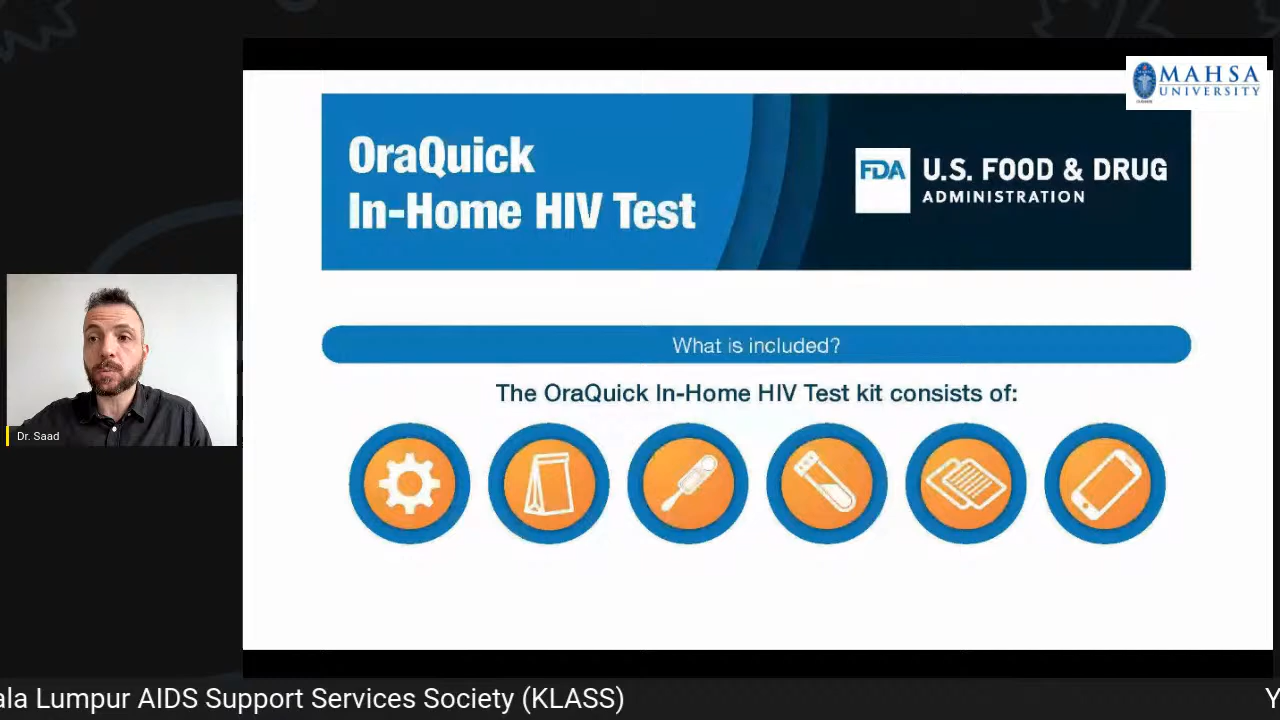 MAHSA
UNIVERSITY
OraQuick
In-Home HIV Test
FDA
U.S. FOOD & DRUG
ADMINISTRATION
What is included?
The OraQuick In-Home HIV Test kit consists of:
Dr. Saad
ala Lumpur AIDS Support Services Society (KLASS)
Y